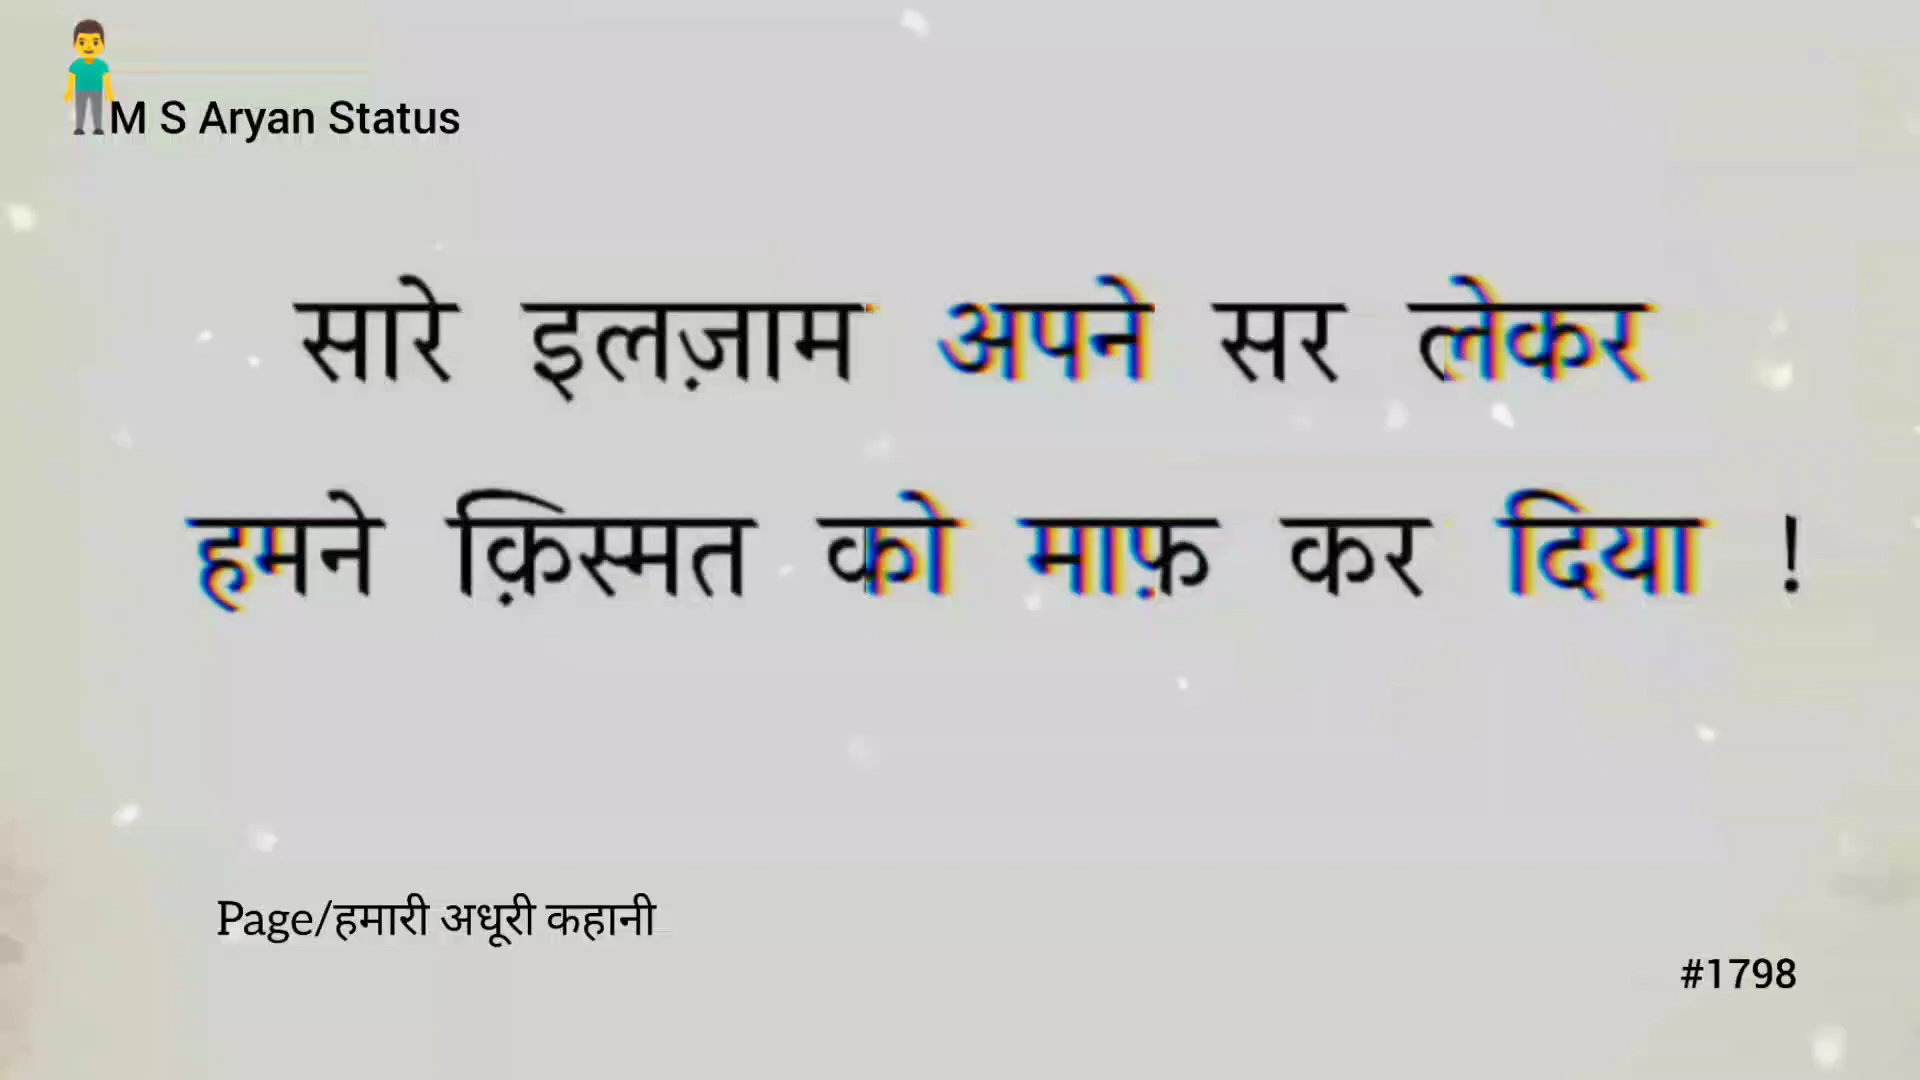 M S Aryan Status
सारे इलज़ाम अपने सर लेकर
हमने क़िस्मत को माफ़ कर दिया !
Page/हमारी अधूरी कहानी
#1798